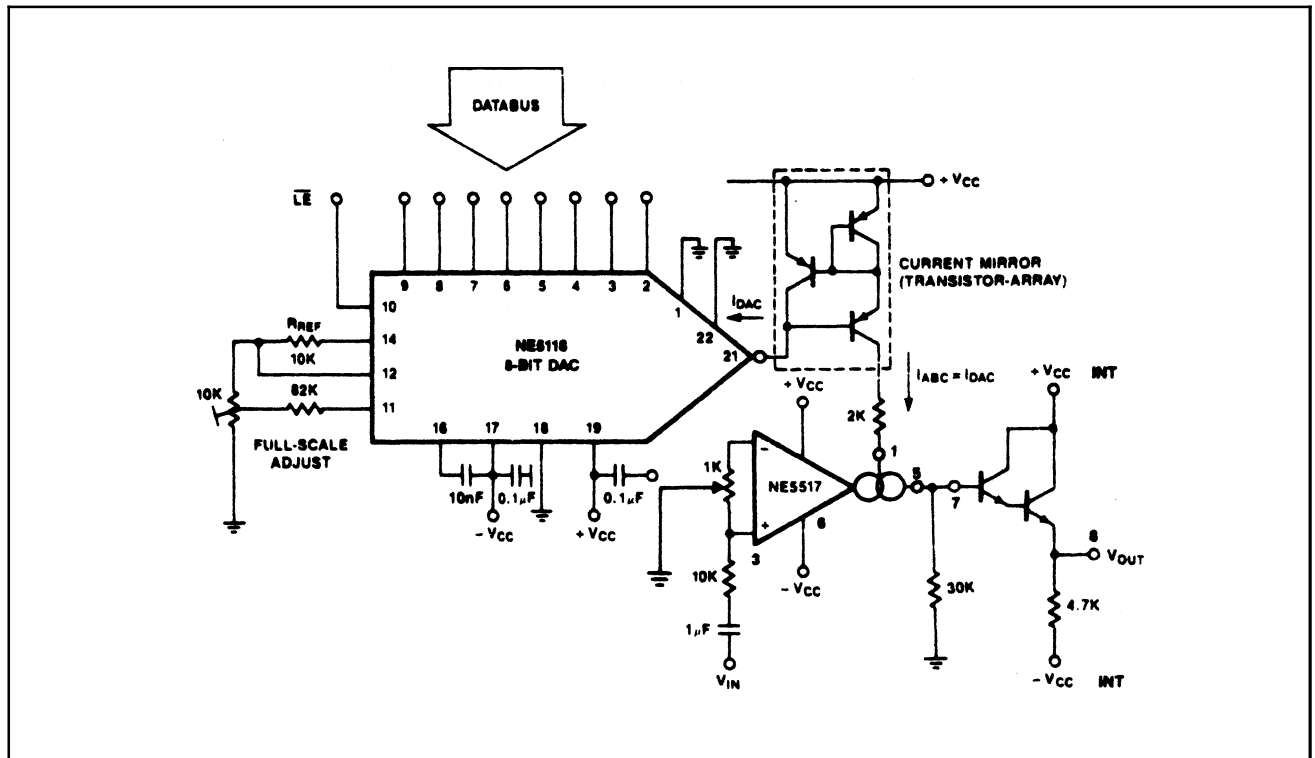 DATABUS
LE
+ VCC
9 8 7 6 5 4 3 2
1
22
21
10
14
12
11
RREF
10K
82K
10K
FULL-SCALE
ADJUST
NE5118
8-BIT DAC
16 17 18 19
10nF
0.1µF
0.1µF
- VCC
+ VCC
IDAC
CURRENT MIRROR
(TRANSISTOR-ARRAY)
IABC = IDAC
+ VCC
2K
1
+ VCC INT
1K
-
NE5517
+
3
6
5
7
- VCC
10K
1µF
VIN
30K
8
VOUT
4.7K
- VCC INT